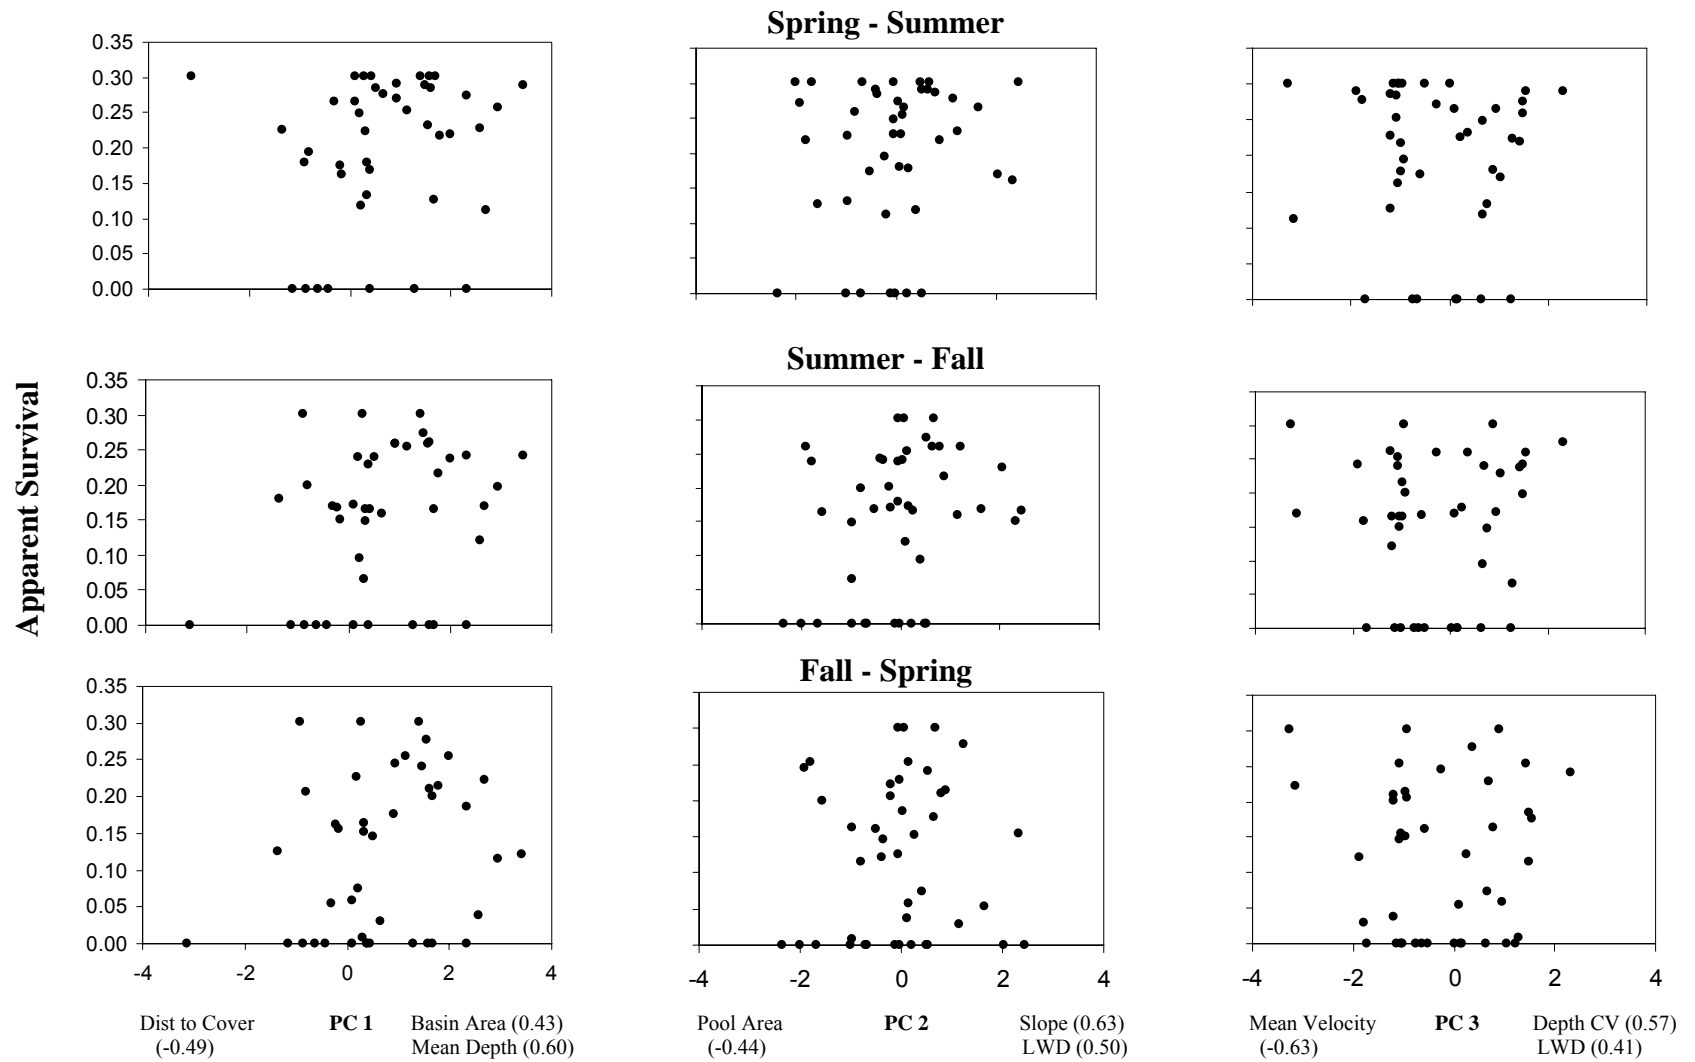 Spring - Summer
0.35
0.30
0.25
0.20
0.15
0.10
0.05
0.00
Apparent Survival
Summer - Fall
0.35
0.30
0.25
0.20
0.15
0.10
0.05
0.00
Fall - Spring
0.35
0.30
0.25
0.20
0.15
0.10
0.05
0.00
-4 -2 0 2 4
-4 -2 0 2 4
-4 -2 0 2 4
Dist to Cover PC 1 Basin Area (0.43)
(-0.49) Mean Depth (0.60)
Pool Area PC 2 Slope (0.63)
(-0.44) LWD (0.50)
Mean Velocity PC 3 Depth CV (0.57)
(-0.63) LWD (0.41)